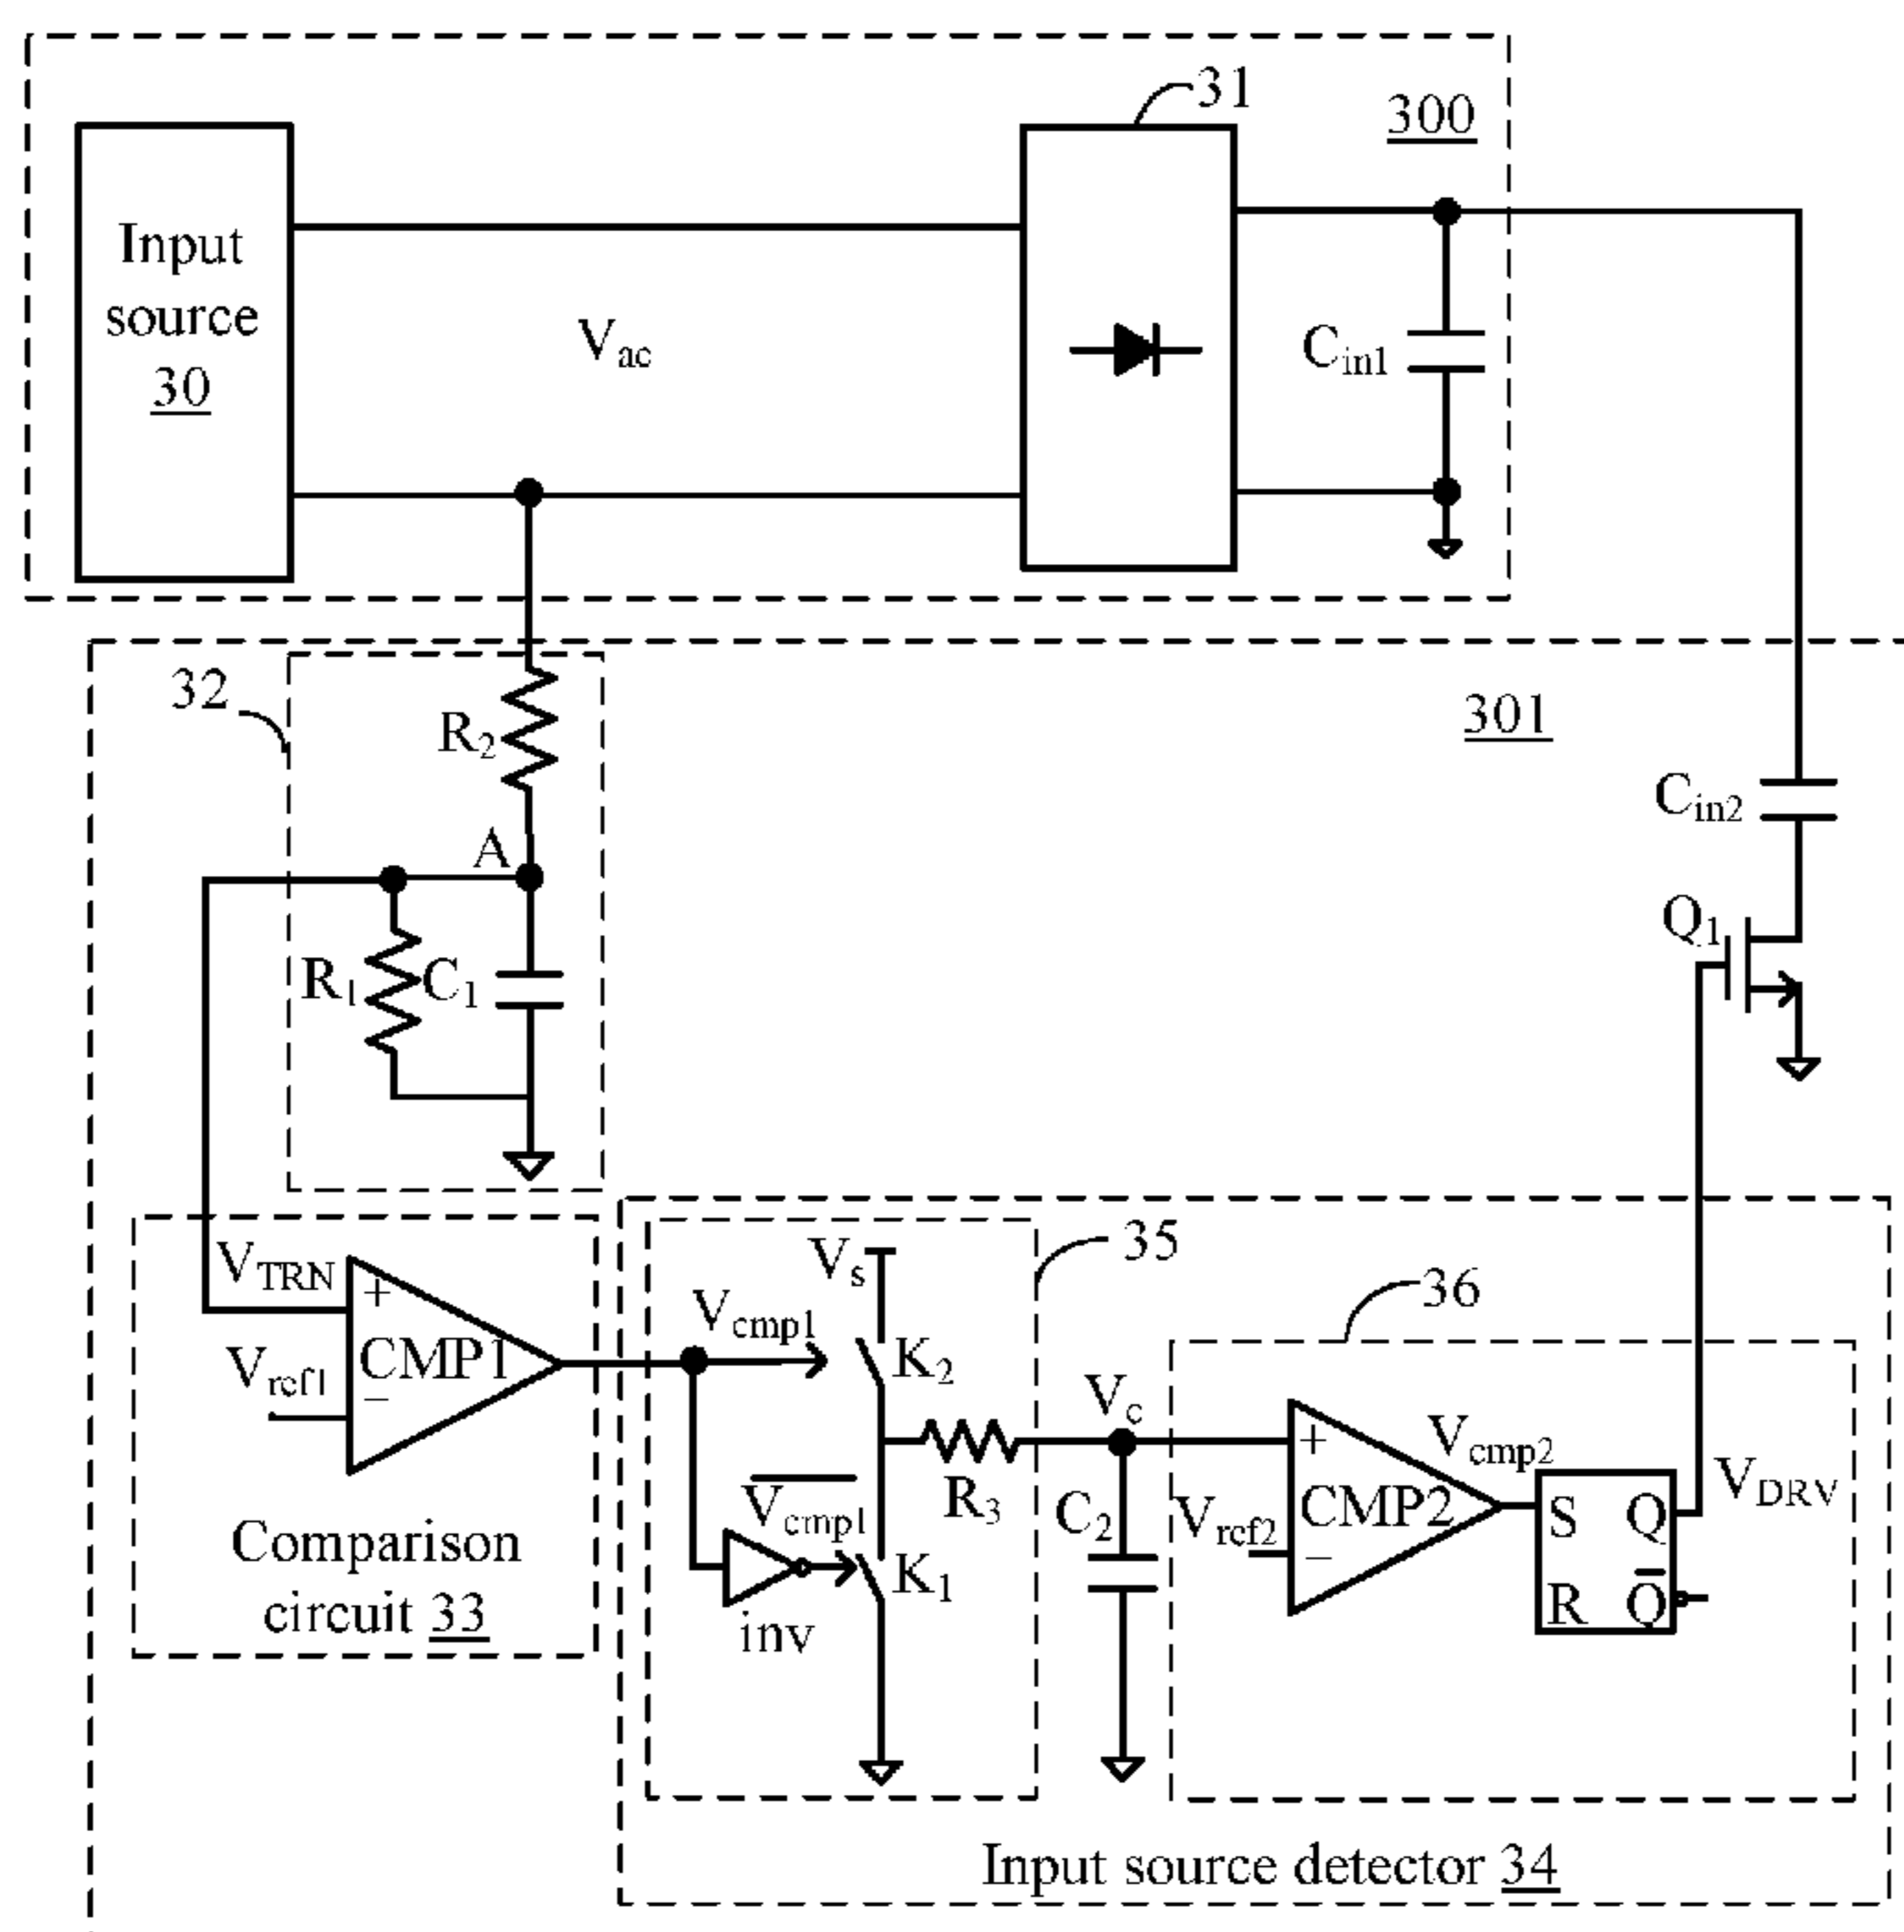 31
300
Input
source
30
Vac
Cin1
32
R2
301
Cin2
A
Q1
R1
C1
VTRN
CMP1
+
−
Vref1
Comparison
circuit 33
Vs
35
36
Vcmp1
K2
Vc
R3
Vcmp1
K1
inv
C2
Vref2
CMP2
+
−
Vcmp2
S
Q
R
Q
VDRV
Input source detector 34